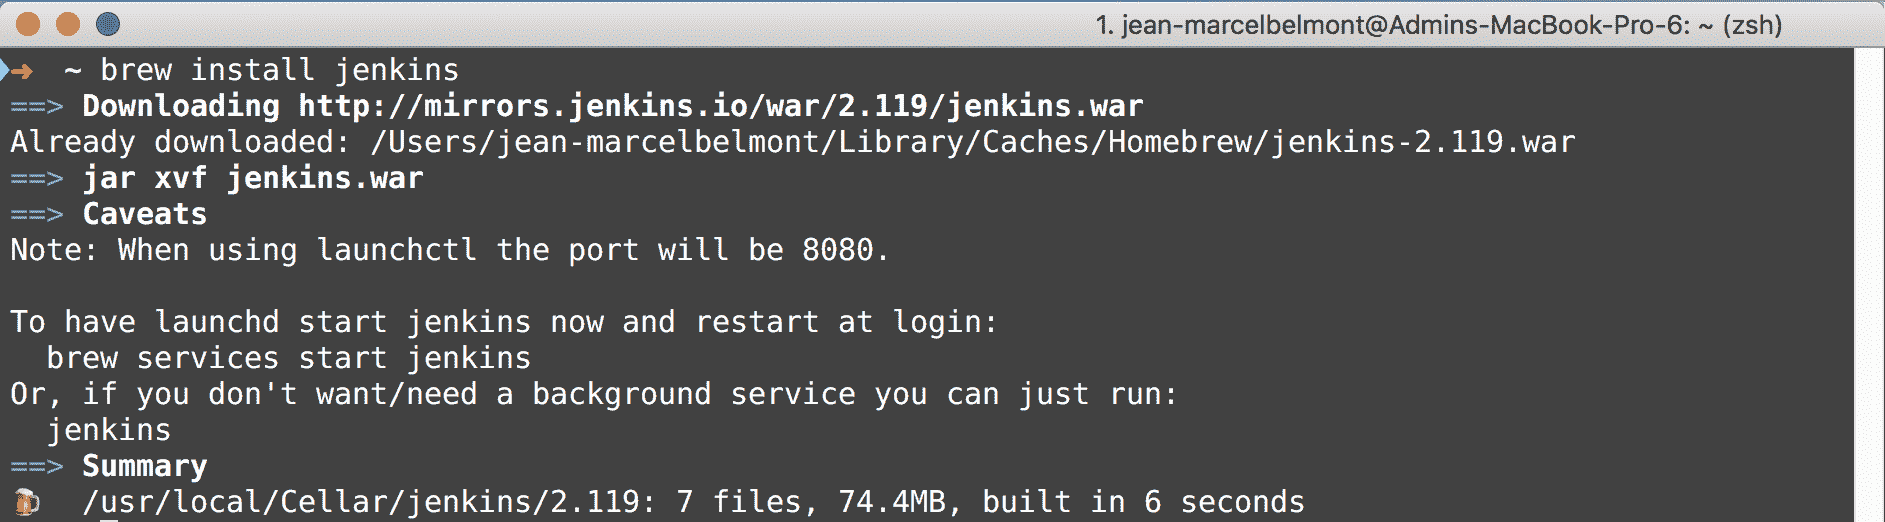 1. jean-marcelbelmont@Admins-MacBook-Pro-6: ~ (zsh)
➜  ~ brew install jenkins
==> Downloading http://mirrors.jenkins.io/war/2.119/jenkins.war
Already downloaded: /Users/jean-marcelbelmont/Library/Caches/Homebrew/jenkins-2.119.war
==> jar xvf jenkins.war
==> Caveats
Note: When using launchctl the port will be 8080.

To have launchd start jenkins now and restart at login:
  brew services start jenkins
Or, if you don't want/need a background service you can just run:
  jenkins
==> Summary
🍺  /usr/local/Cellar/jenkins/2.119: 7 files, 74.4MB, built in 6 seconds